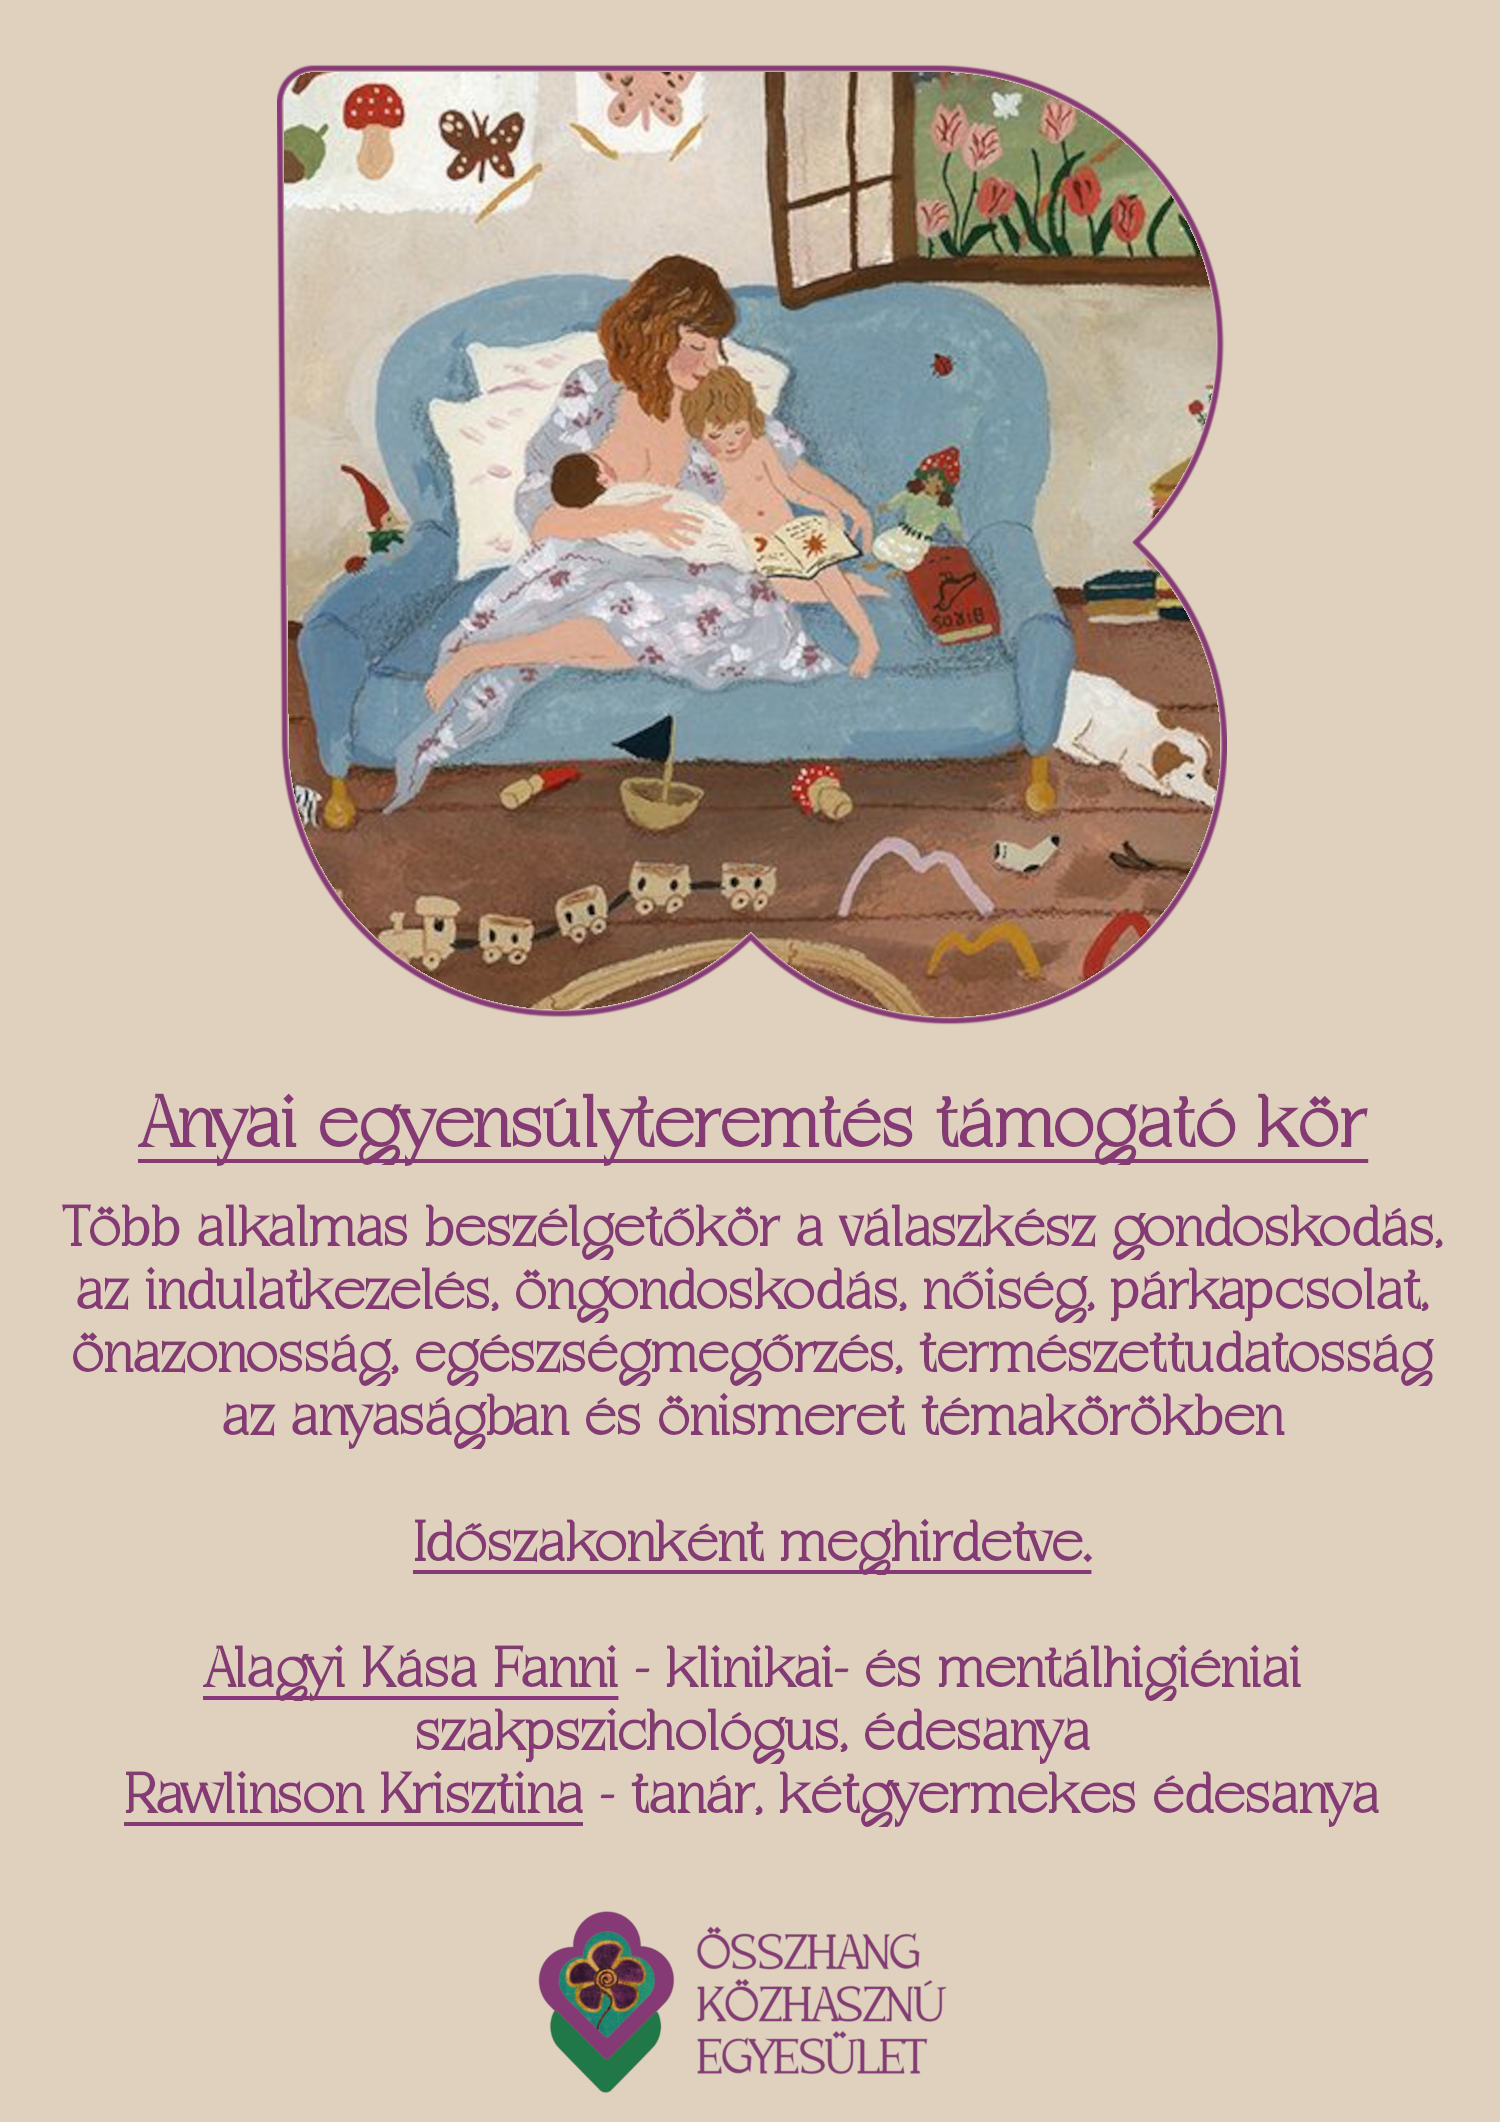 BIRDS
Anyai egyensúlyteremtés támogató kör
Több alkalmas beszélgetőkör a válaszkész gondoskodás,
az indulatkezelés, öngondoskodás, nőiség, párkapcsolat,
önazonosság, egészségmegőrzés, természettudatosság
az anyaságban és önismeret témakörökben
Időszakonként meghirdetve.
Alagyi Kása Fanni - klinikai- és mentálhigiéniai
szakpszichológus, édesanya
Rawlinson Krisztina - tanár, kétgyermekes édesanya
ÖSSZHANG
KÖZHASZNÚ
EGYESÜLET